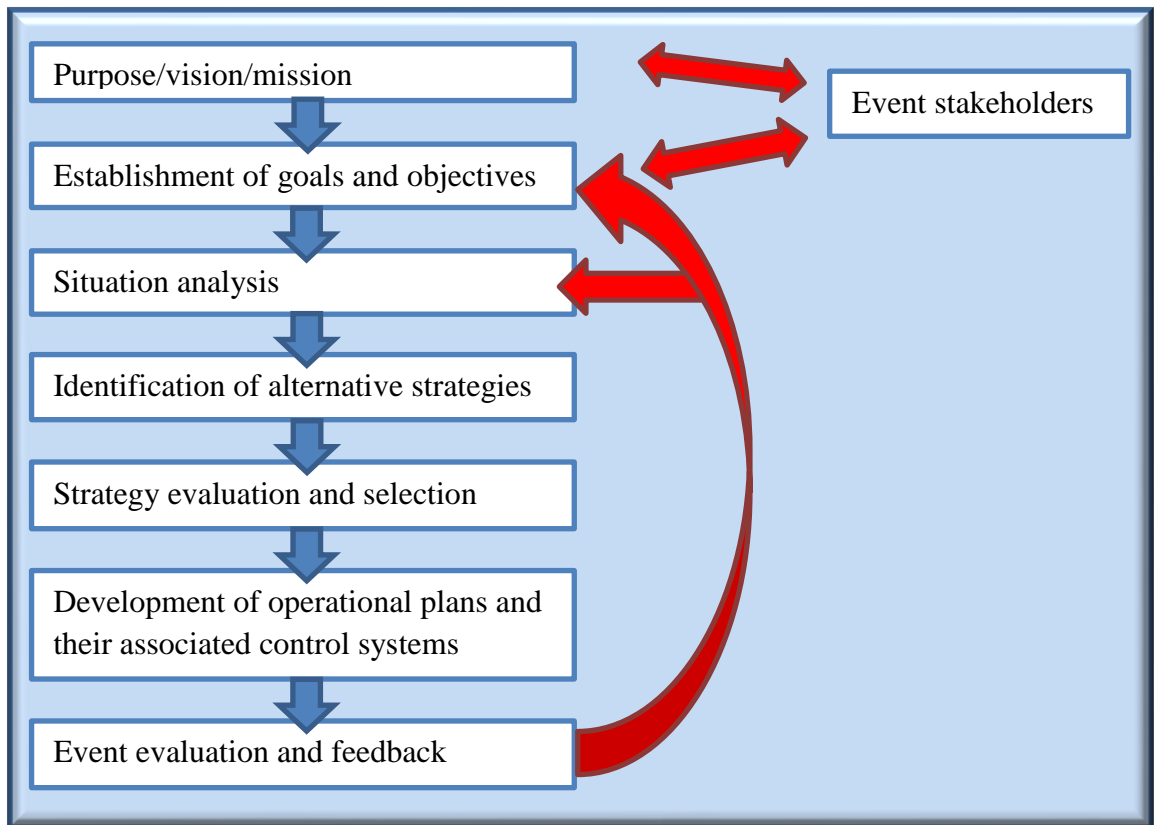 Purpose/vision/mission
Event stakeholders
Establishment of goals and objectives
Situation analysis
Identification of alternative strategies
Strategy evaluation and selection
Development of operational plans and
their associated control systems
Event evaluation and feedback